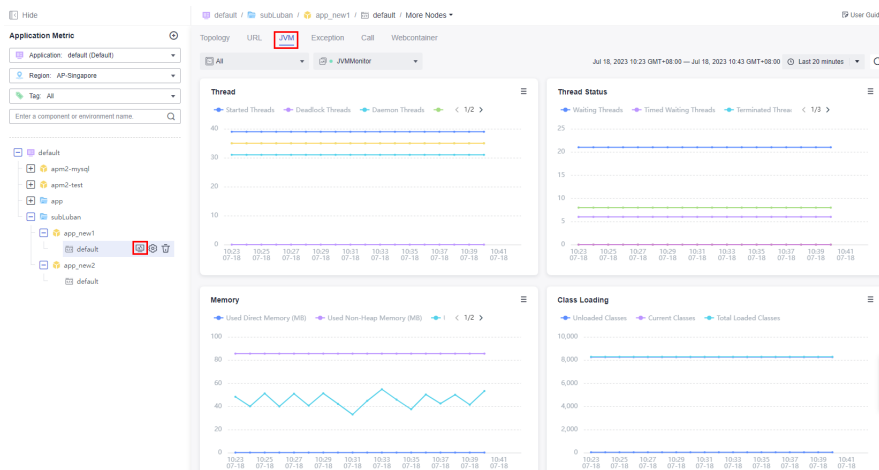 Hide
default / subLuban / app_new1 / default / More Nodes
User Guid
Application Metric
Topology URL JVM Exception Call Webcontainer
Application: default (Default)
Region: AP-Singapore
Tag: All
Enter a component or environment name.
All
JVMMonitor
Jul 18, 2023 10:23 GMT+08:00 — Jul 18, 2023 10:43 GMT+08:00
Last 20 minutes
default
apm2-mysql
apm2-test
app
subLuban
app_new1
default
app_new2
default
Thread
Started Threads Deadlock Threads Daemon Threads 1/2
40
30
20
10
0
10:23 10:25 10:27 10:29 10:31 10:33 10:35 10:37 10:39 10:41
07-18 07-18 07-18 07-18 07-18 07-18 07-18 07-18 07-18 07-18
Thread Status
Waiting Threads Timed Waiting Threads Terminated Threa 1/3
25
20
15
10
5
0
10:23 10:25 10:27 10:29 10:31 10:33 10:35 10:37 10:39 10:41
07-18 07-18 07-18 07-18 07-18 07-18 07-18 07-18 07-18 07-18
Memory
Used Direct Memory (MB) Used Non-Heap Memory (MB) 1/2
100
80
60
40
20
0
10:23 10:25 10:27 10:29 10:31 10:33 10:35 10:37 10:39 10:41
07-18 07-18 07-18 07-18 07-18 07-18 07-18 07-18 07-18 07-18
Class Loading
Unloaded Classes Current Classes Total Loaded Classes
10,000
8,000
6,000
4,000
2,000
0
10:23 10:25 10:27 10:29 10:31 10:33 10:35 10:37 10:39 10:41
07-18 07-18 07-18 07-18 07-18 07-18 07-18 07-18 07-18 07-18